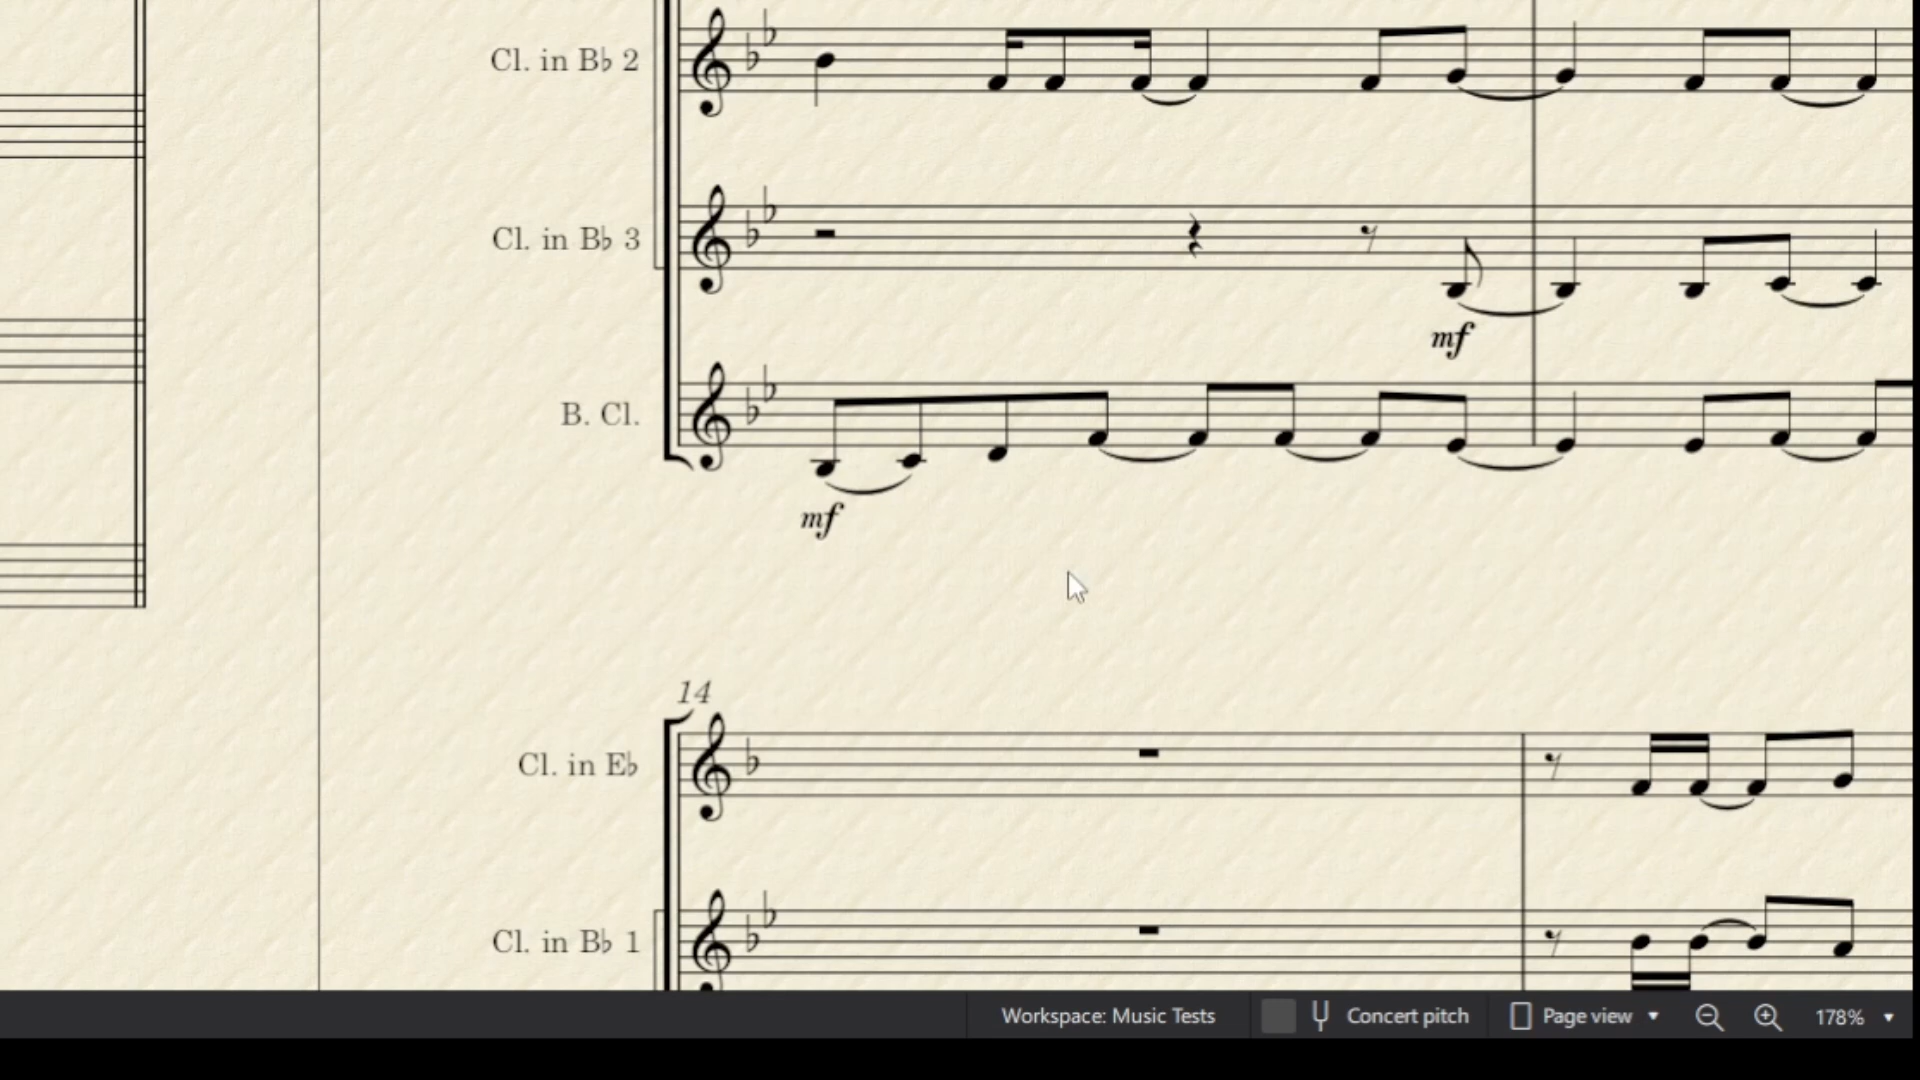 Cl. in B♭ 2
Cl. in B♭ 3
mf
B. Cl.
mf
14
Cl. in E♭
Cl. in B♭ 1
Workspace: Music Tests
Concert pitch
Page view
178%